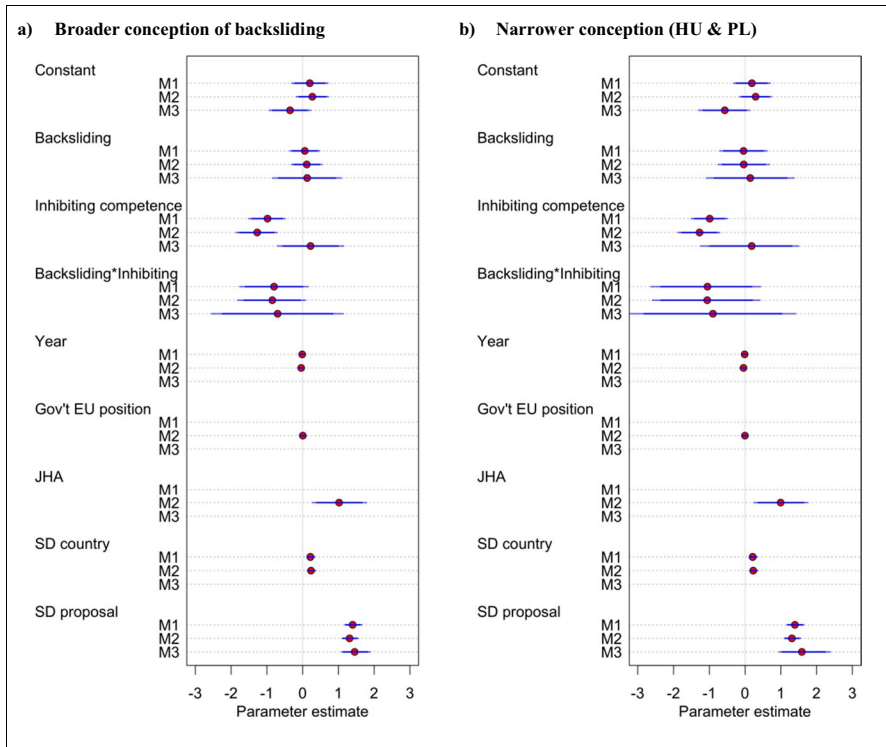 a) Broader conception of backsliding
Constant
M1
M2
M3
Backsliding
M1
M2
M3
Inhibiting competence
M1
M2
M3
Backsliding*Inhibiting
M1
M2
M3
Year
M1
M2
M3
Gov't EU position
M1
M2
M3
JHA
M1
M2
M3
SD country
M1
M2
M3
SD proposal
M1
M2
M3
-3 -2 -1 0 1 2 3
Parameter estimate
b) Narrower conception (HU & PL)
Constant
M1
M2
M3
Backsliding
M1
M2
M3
Inhibiting competence
M1
M2
M3
Backsliding*Inhibiting
M1
M2
M3
Year
M1
M2
M3
Gov't EU position
M1
M2
M3
JHA
M1
M2
M3
SD country
M1
M2
M3
SD proposal
M1
M2
M3
-3 -2 -1 0 1 2 3
Parameter estimate